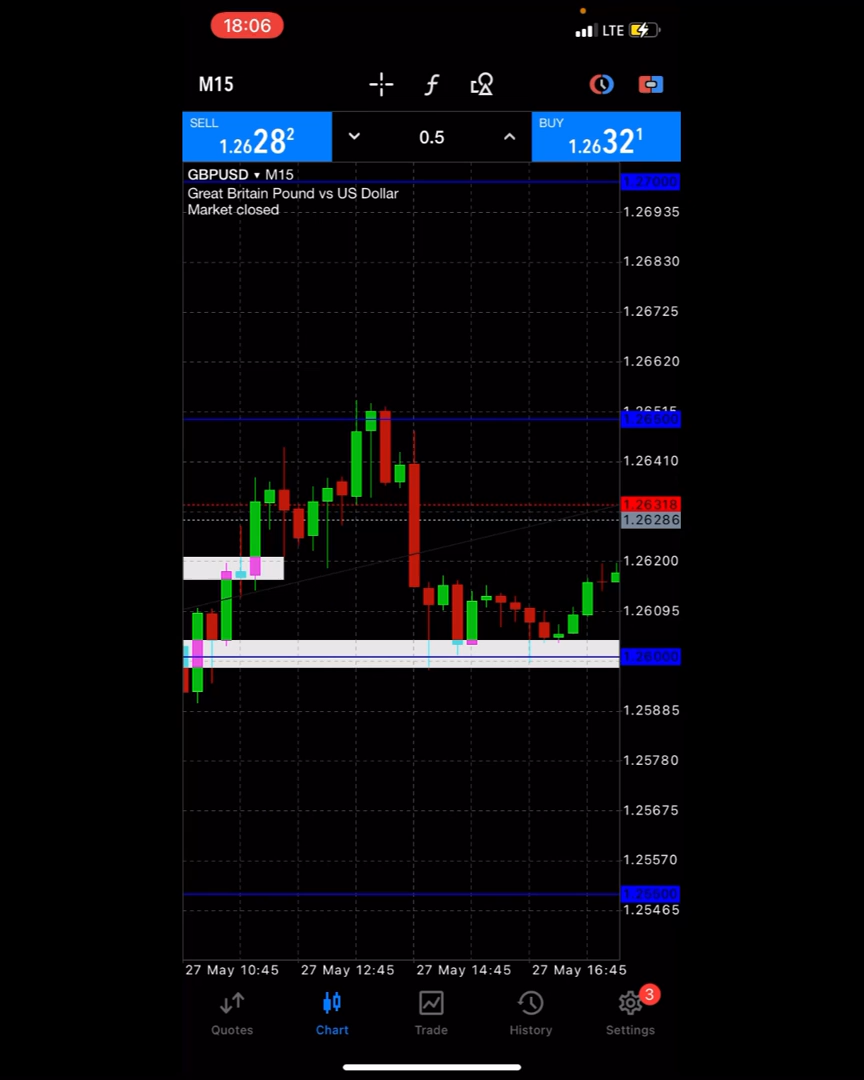 18:06
LTE
M15
SELL
1.26282
0.5
BUY
1.26321
GBPUSD ▾ M15
Great Britain Pound vs US Dollar
Market closed
1.27000
1.26935
1.26830
1.26725
1.26620
1.26515
1.26500
1.26410
1.26318
1.26286
1.26200
1.26095
1.26000
1.25885
1.25780
1.25675
1.25570
1.25500
1.25465
27 May 10:45 27 May 12:45 27 May 14:45 27 May 16:45
3
Quotes Chart Trade History Settings